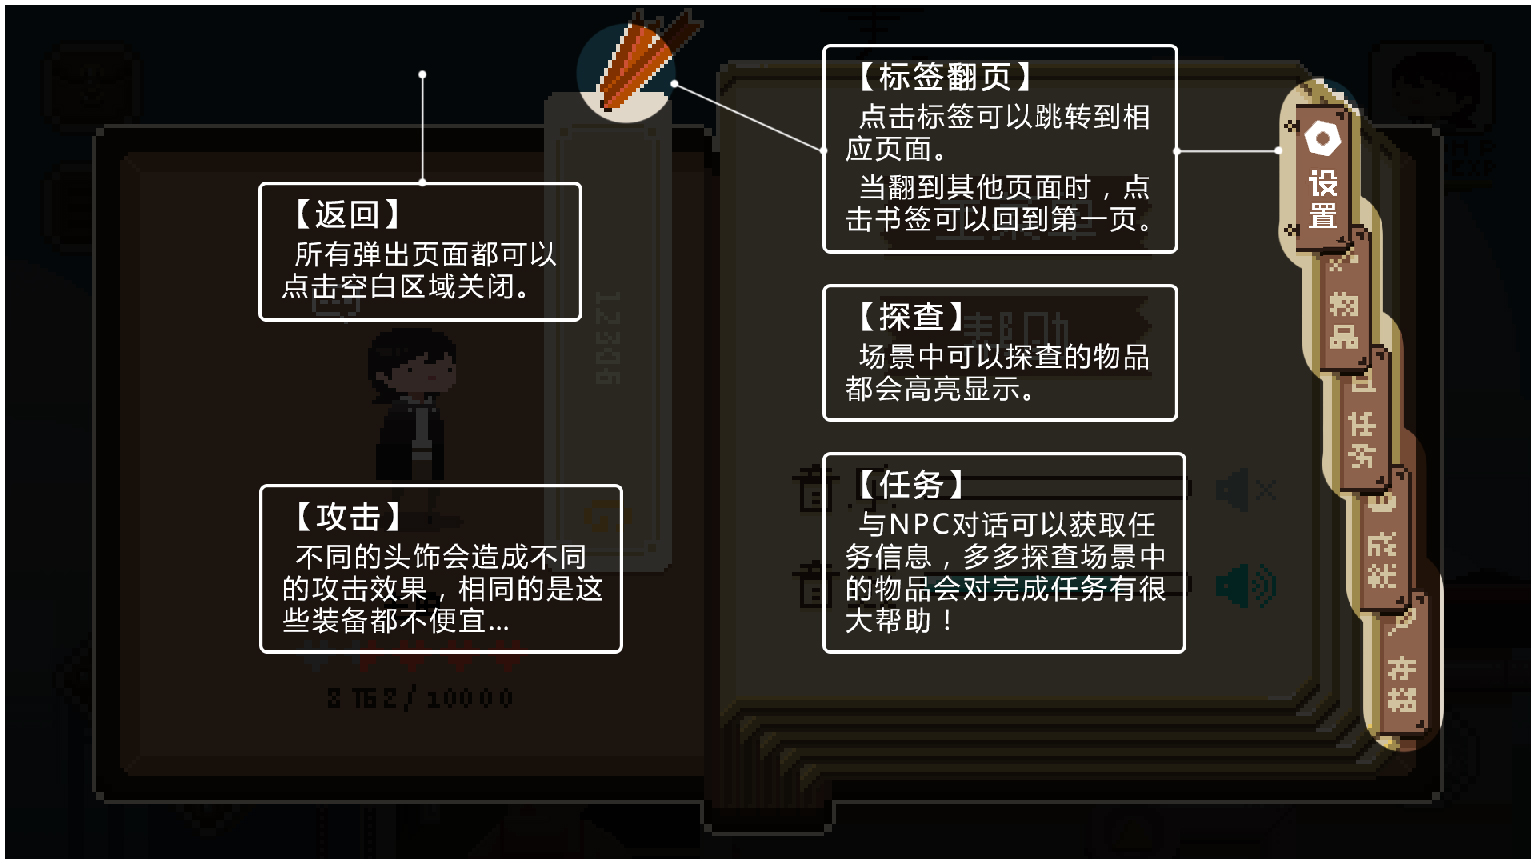 【返回】
所有弹出页面都可以
点击空白区域关闭。
【攻击】
不同的头饰会造成不同
的攻击效果，相同的是这
些装备都不便宜...
12306
8762/10000
【标签翻页】
点击标签可以跳转到相
应页面。
当翻到其他页面时，点
击书签可以回到第一页。
【探查】
场景中可以探查的物品
都会高亮显示。
【任务】
与NPC对话可以获取任
务信息，多多探查场景中
的物品会对完成任务有很
大帮助！
设置
物品
任务
成就
存档